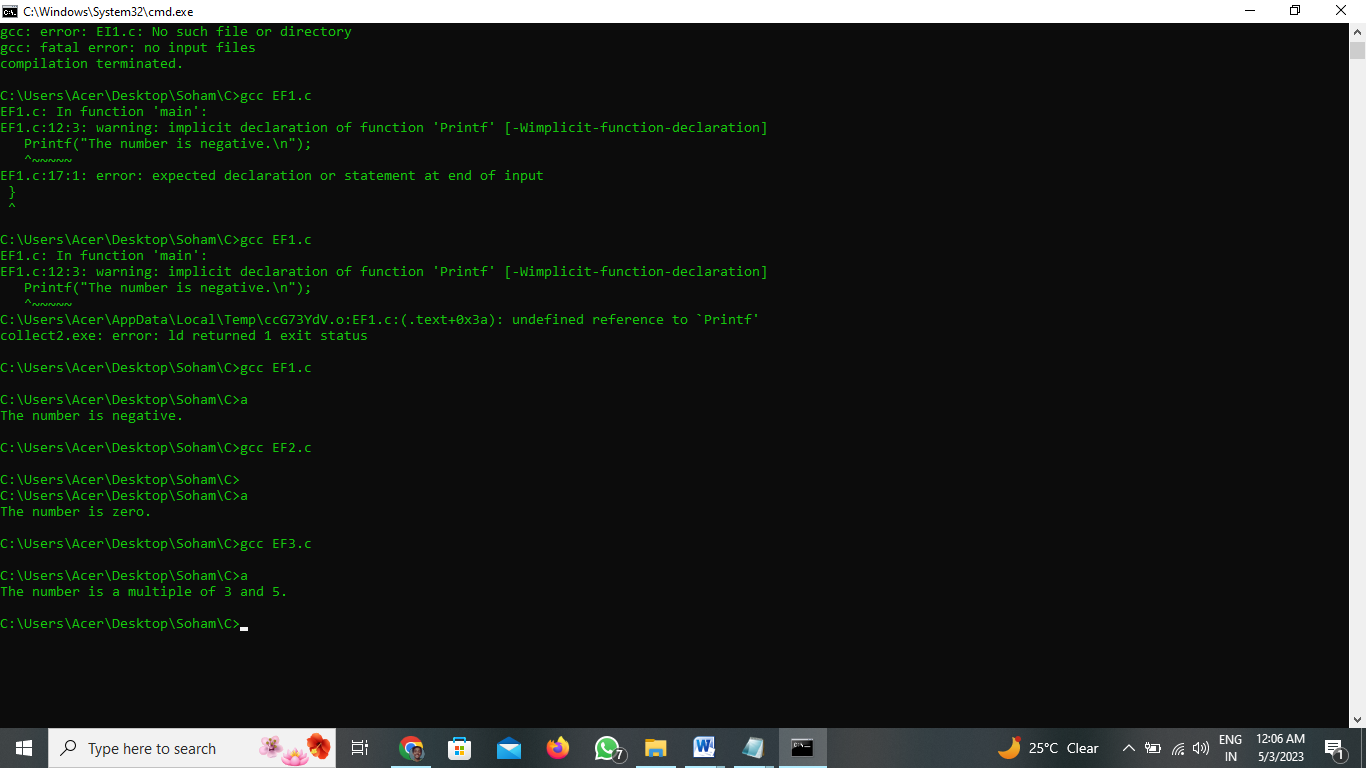 C:\Windows\System32\cmd.exe
gcc: error: EI1.c: No such file or directory
gcc: fatal error: no input files
compilation terminated.
C:\Users\Acer\Desktop\Soham\C>gcc EF1.c
EF1.c: In function 'main':
EF1.c:12:3: warning: implicit declaration of function 'Printf' [-Wimplicit-function-declaration]
   Printf("The number is negative.\n");
   ^~~~~~
EF1.c:17:1: error: expected declaration or statement at end of input
 }
 ^
C:\Users\Acer\Desktop\Soham\C>gcc EF1.c
EF1.c: In function 'main':
EF1.c:12:3: warning: implicit declaration of function 'Printf' [-Wimplicit-function-declaration]
   Printf("The number is negative.\n");
   ^~~~~~
C:\Users\Acer\AppData\Local\Temp\ccG73YdV.o:EF1.c:(.text+0x3a): undefined reference to `Printf'
collect2.exe: error: ld returned 1 exit status
C:\Users\Acer\Desktop\Soham\C>gcc EF1.c
C:\Users\Acer\Desktop\Soham\C>a
The number is negative.
C:\Users\Acer\Desktop\Soham\C>gcc EF2.c
C:\Users\Acer\Desktop\Soham\C>
C:\Users\Acer\Desktop\Soham\C>a
The number is zero.
C:\Users\Acer\Desktop\Soham\C>gcc EF3.c
C:\Users\Acer\Desktop\Soham\C>a
The number is a multiple of 3 and 5.
C:\Users\Acer\Desktop\Soham\C>
Type here to search
7
W
25°C Clear
ENG
IN
12:06 AM
5/3/2023
1